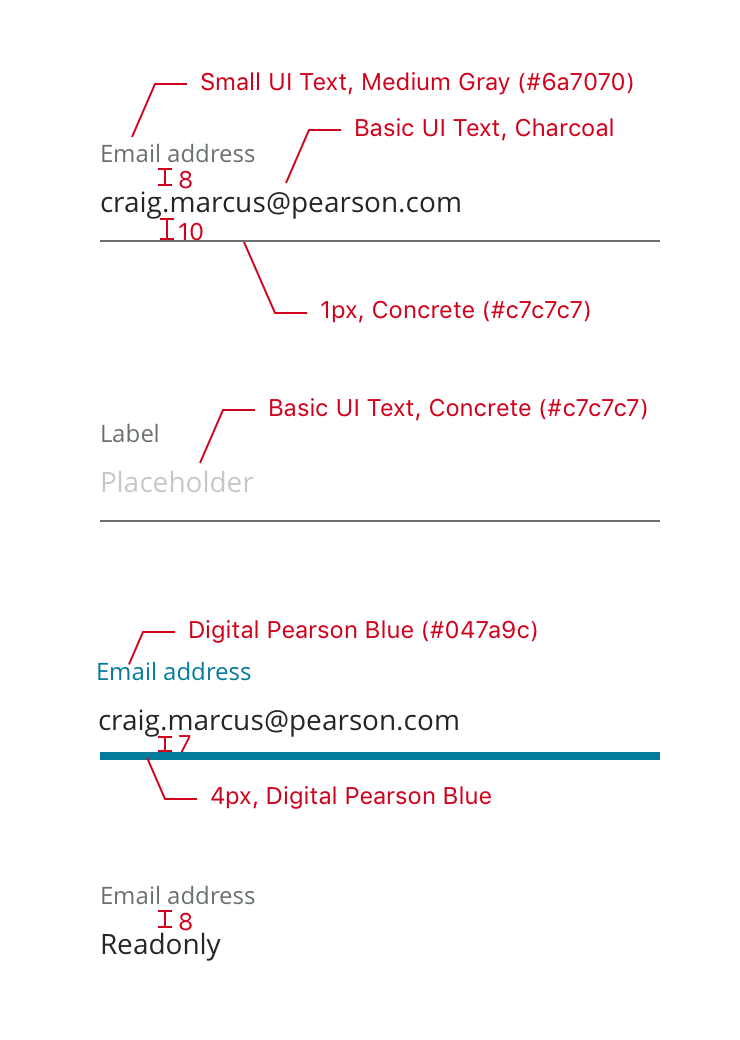 Small UI Text, Medium Gray (#6a7070)
Basic UI Text, Charcoal
Email address
8
craig.marcus@pearson.com
10
1px, Concrete (#c7c7c7)
Basic UI Text, Concrete (#c7c7c7)
Label
Placeholder
Digital Pearson Blue (#047a9c)
Email address
craig.marcus@pearson.com
7
4px, Digital Pearson Blue
Email address
8
Readonly